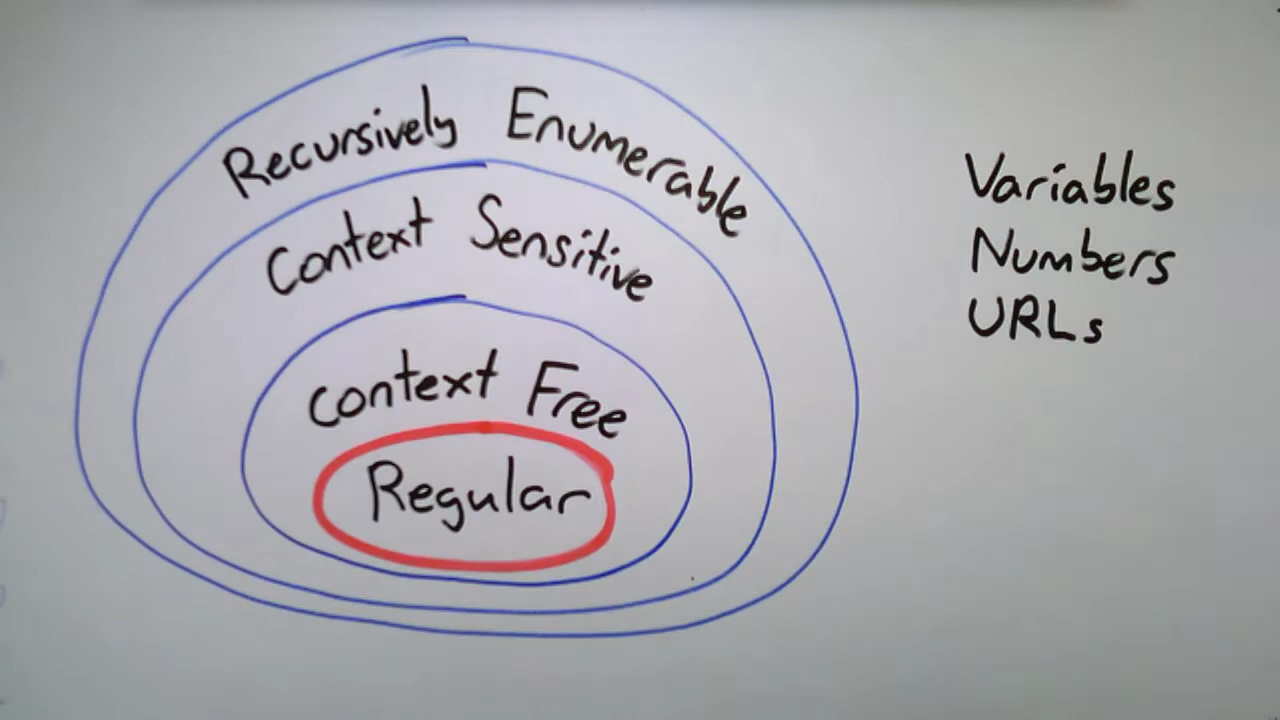 Recursively Enumerable
Context Sensitive
Context Free
Regular
Variables
Numbers
URLs